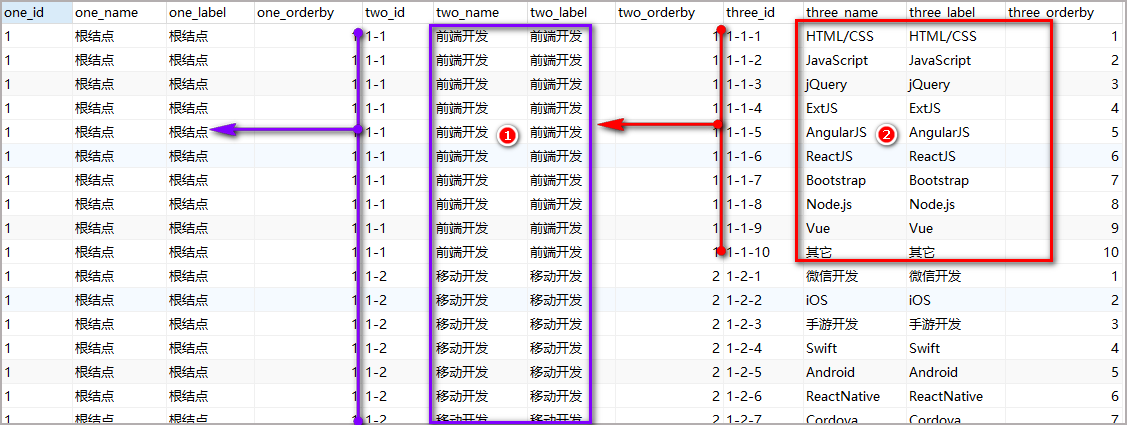 one_id one_name one_label one_orderby two_id two_name two_label two_orderby three_id three_name three_label three_orderby
1 根结点 根结点 1 1-1 前端开发 前端开发 1 1-1-1 HTML/CSS HTML/CSS 1
1 根结点 根结点 1 1-1 前端开发 前端开发 1 1-1-2 JavaScript JavaScript 2
1 根结点 根结点 1 1-1 前端开发 前端开发 1 1-1-3 jQuery jQuery 3
1 根结点 根结点 1 1-1 前端开发 前端开发 1 1-1-4 ExtJS ExtJS 4
1 根结点 根结点 1 1-1 前端开发 1 前端开发 1 1-1-5 AngularJS 2 AngularJS 5
1 根结点 根结点 1 1-1 前端开发 前端开发 1 1-1-6 ReactJS ReactJS 6
1 根结点 根结点 1 1-1 前端开发 前端开发 1 1-1-7 Bootstrap Bootstrap 7
1 根结点 根结点 1 1-1 前端开发 前端开发 1 1-1-8 Node.js Node.js 8
1 根结点 根结点 1 1-1 前端开发 前端开发 1 1-1-9 Vue Vue 9
1 根结点 根结点 1 1-1 前端开发 前端开发 1 1-1-10 其它 其它 10
1 根结点 根结点 1 1-2 移动开发 移动开发 2 1-2-1 微信开发 微信开发 1
1 根结点 根结点 1 1-2 移动开发 移动开发 2 1-2-2 iOS iOS 2
1 根结点 根结点 1 1-2 移动开发 移动开发 2 1-2-3 手游开发 手游开发 3
1 根结点 根结点 1 1-2 移动开发 移动开发 2 1-2-4 Swift Swift 4
1 根结点 根结点 1 1-2 移动开发 移动开发 2 1-2-5 Android Android 5
1 根结点 根结点 1 1-2 移动开发 移动开发 2 1-2-6 ReactNative ReactNative 6
1 根结点 根结点 1 1-2 移动开发 移动开发 2 1-2-7 Cordova Cordova 7